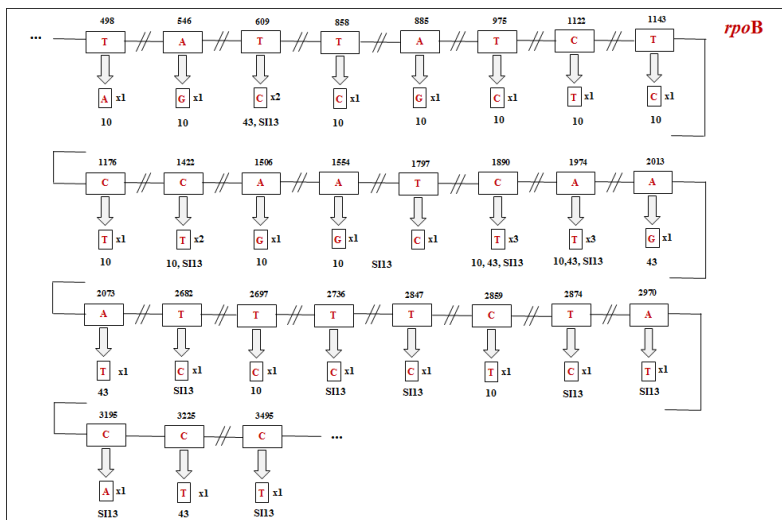 498 546 609 858 885 975 1122 1143 rpoB
... T A T T A T C T
A x1 G x1 C x2 C x1 G x1 C x1 T x1 C x1
10 10 43, SI13 10 10 10 10 10
1176 1422 1506 1554 1797 1890 1974 2013
C C A A T C A A
T x1 T x2 G x1 G x1 C x1 T x3 T x3 G x1
10 10, SI13 10 10 SI13 10, 43, SI13 10,43, SI13 43
2073 2682 2697 2736 2847 2859 2874 2970
A T T T T C T A
T x1 C x1 C x1 C x1 C x1 T x1 C x1 T x1
43 SI13 10 SI13 SI13 10 SI13 SI13
3195 3225 3495
C C C ...
A x1 T x1 T x1
SI13 43 SI13